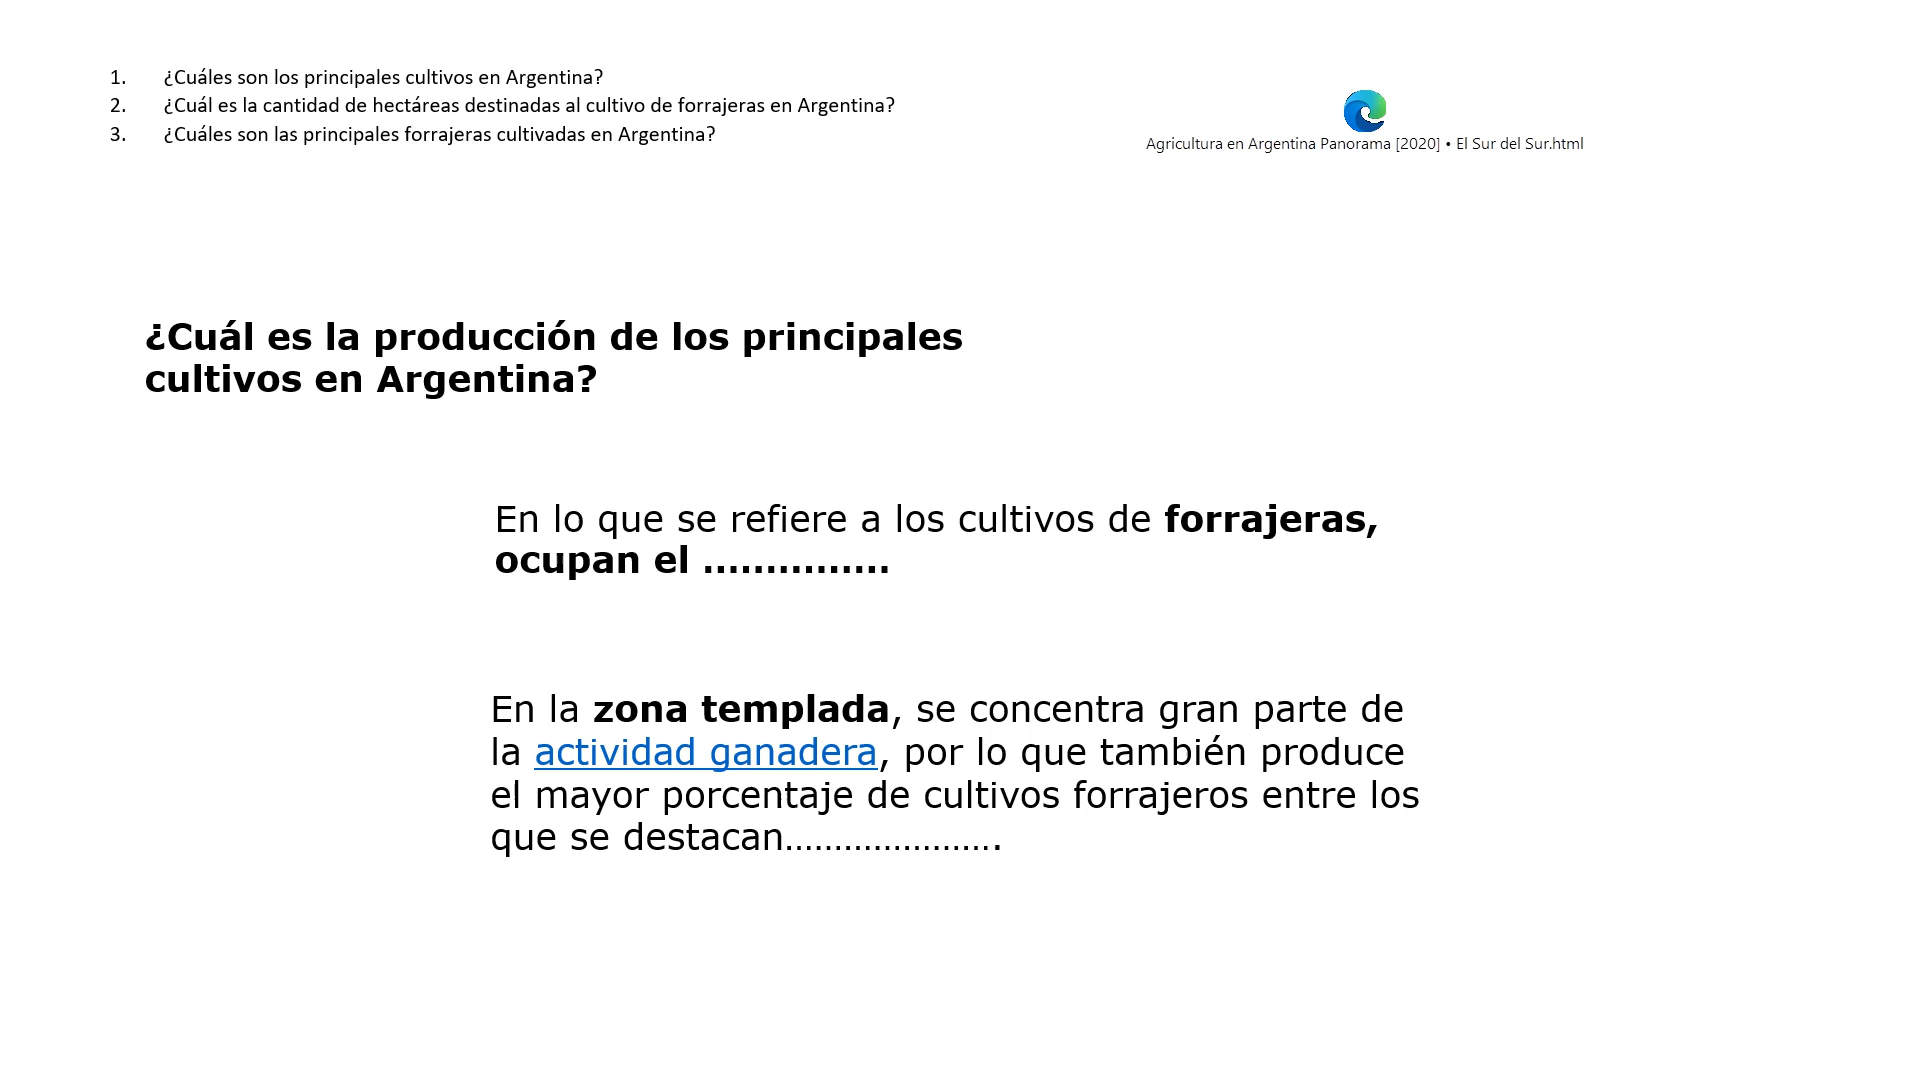 1. ¿Cuáles son los principales cultivos en Argentina?
2. ¿Cuál es la cantidad de hectáreas destinadas al cultivo de forrajeras en Argentina?
3. ¿Cuáles son las principales forrajeras cultivadas en Argentina?
Agricultura en Argentina Panorama [2020] • El Sur del Sur.html
¿Cuál es la producción de los principales
cultivos en Argentina?
En lo que se refiere a los cultivos de forrajeras,
ocupan el ...............
En la zona templada, se concentra gran parte de
la actividad ganadera, por lo que también produce
el mayor porcentaje de cultivos forrajeros entre los
que se destacan………………….